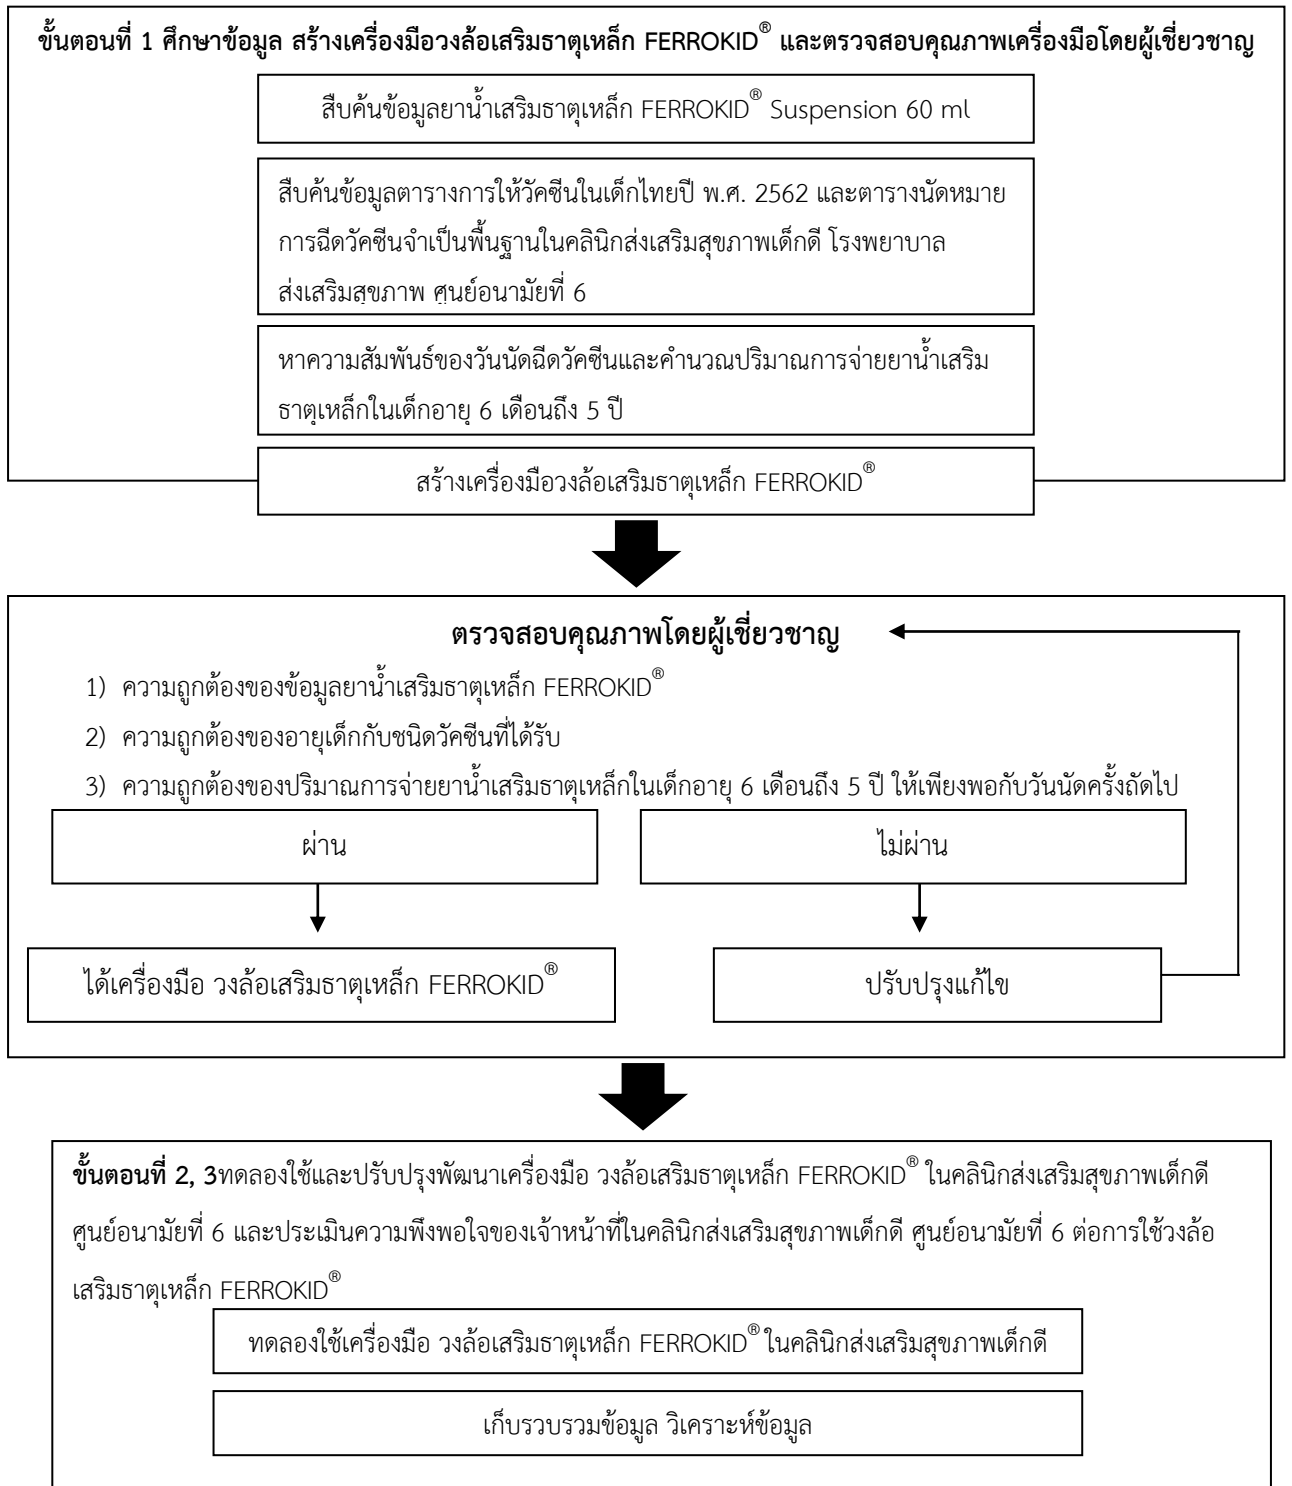 ขั้นตอนที่ 1 ศึกษาข้อมูล สร้างเครื่องมือวงล้อเสริมธาตุเหล็ก FERROKID® และตรวจสอบคุณภาพเครื่องมือโดยผู้เชี่ยวชาญ
สืบค้นข้อมูลยาน้ำเสริมธาตุเหล็ก FERROKID® Suspension 60 ml
สืบค้นข้อมูลตารางการให้วัคซีนในเด็กไทยปี พ.ศ. 2562 และตารางนัดหมาย
การฉีดวัคซีนจำเป็นพื้นฐานในคลินิกส่งเสริมสุขภาพเด็กดี โรงพยาบาล
ส่งเสริมสุขภาพ ศูนย์อนามัยที่ 6
หาความสัมพันธ์ของวันนัดฉีดวัคซีนและคำนวณปริมาณการจ่ายยาน้ำเสริม
ธาตุเหล็กในเด็กอายุ 6 เดือนถึง 5 ปี
สร้างเครื่องมือวงล้อเสริมธาตุเหล็ก FERROKID®
ตรวจสอบคุณภาพโดยผู้เชี่ยวชาญ
1) ความถูกต้องของข้อมูลยาน้ำเสริมธาตุเหล็ก FERROKID®
2) ความถูกต้องของอายุเด็กกับชนิดวัคซีนที่ได้รับ
3) ความถูกต้องของปริมาณการจ่ายยาน้ำเสริมธาตุเหล็กในเด็กอายุ 6 เดือนถึง 5 ปี ให้เพียงพอกับวันนัดครั้งถัดไป
ผ่าน
ไม่ผ่าน
ได้เครื่องมือ วงล้อเสริมธาตุเหล็ก FERROKID®
ปรับปรุงแก้ไข
ขั้นตอนที่ 2, 3ทดลองใช้และปรับปรุงพัฒนาเครื่องมือ วงล้อเสริมธาตุเหล็ก FERROKID® ในคลินิกส่งเสริมสุขภาพเด็กดี
ศูนย์อนามัยที่ 6 และประเมินความพึงพอใจของเจ้าหน้าที่ในคลินิกส่งเสริมสุขภาพเด็กดี ศูนย์อนามัยที่ 6 ต่อการใช้วงล้อ
เสริมธาตุเหล็ก FERROKID®
ทดลองใช้เครื่องมือ วงล้อเสริมธาตุเหล็ก FERROKID® ในคลินิกส่งเสริมสุขภาพเด็กดี
เก็บรวบรวมข้อมูล วิเคราะห์ข้อมูล